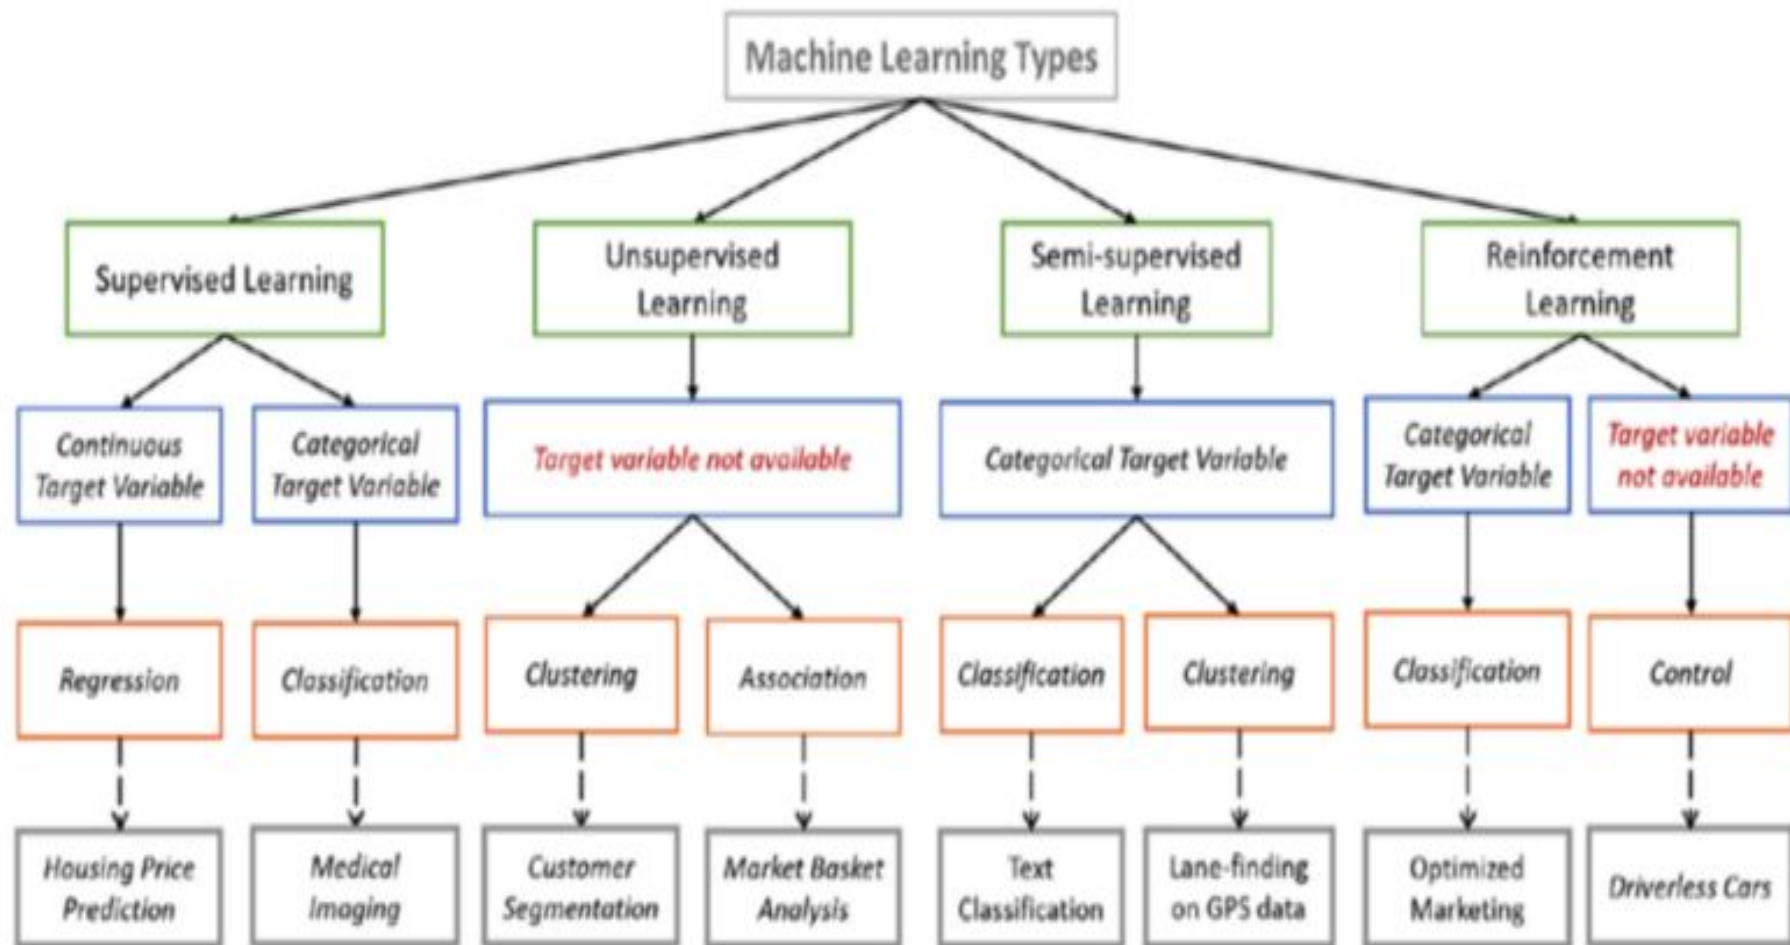 Machine Learning Types
Supervised Learning
Unsupervised
Learning
Semi-supervised
Learning
Reinforcement
Learning
Continuous
Target Variable
Categorical
Target Variable
Target variable not available
Categorical Target Variable
Categorical
Target Variable
Target variable
not available
Regression
Classification
Clustering
Association
Classification
Clustering
Classification
Control
Housing Price
Prediction
Medical
Imaging
Customer
Segmentation
Market Basket
Analysis
Text
Classification
Lane-finding
on GPS data
Optimized
Marketing
Driverless Cars